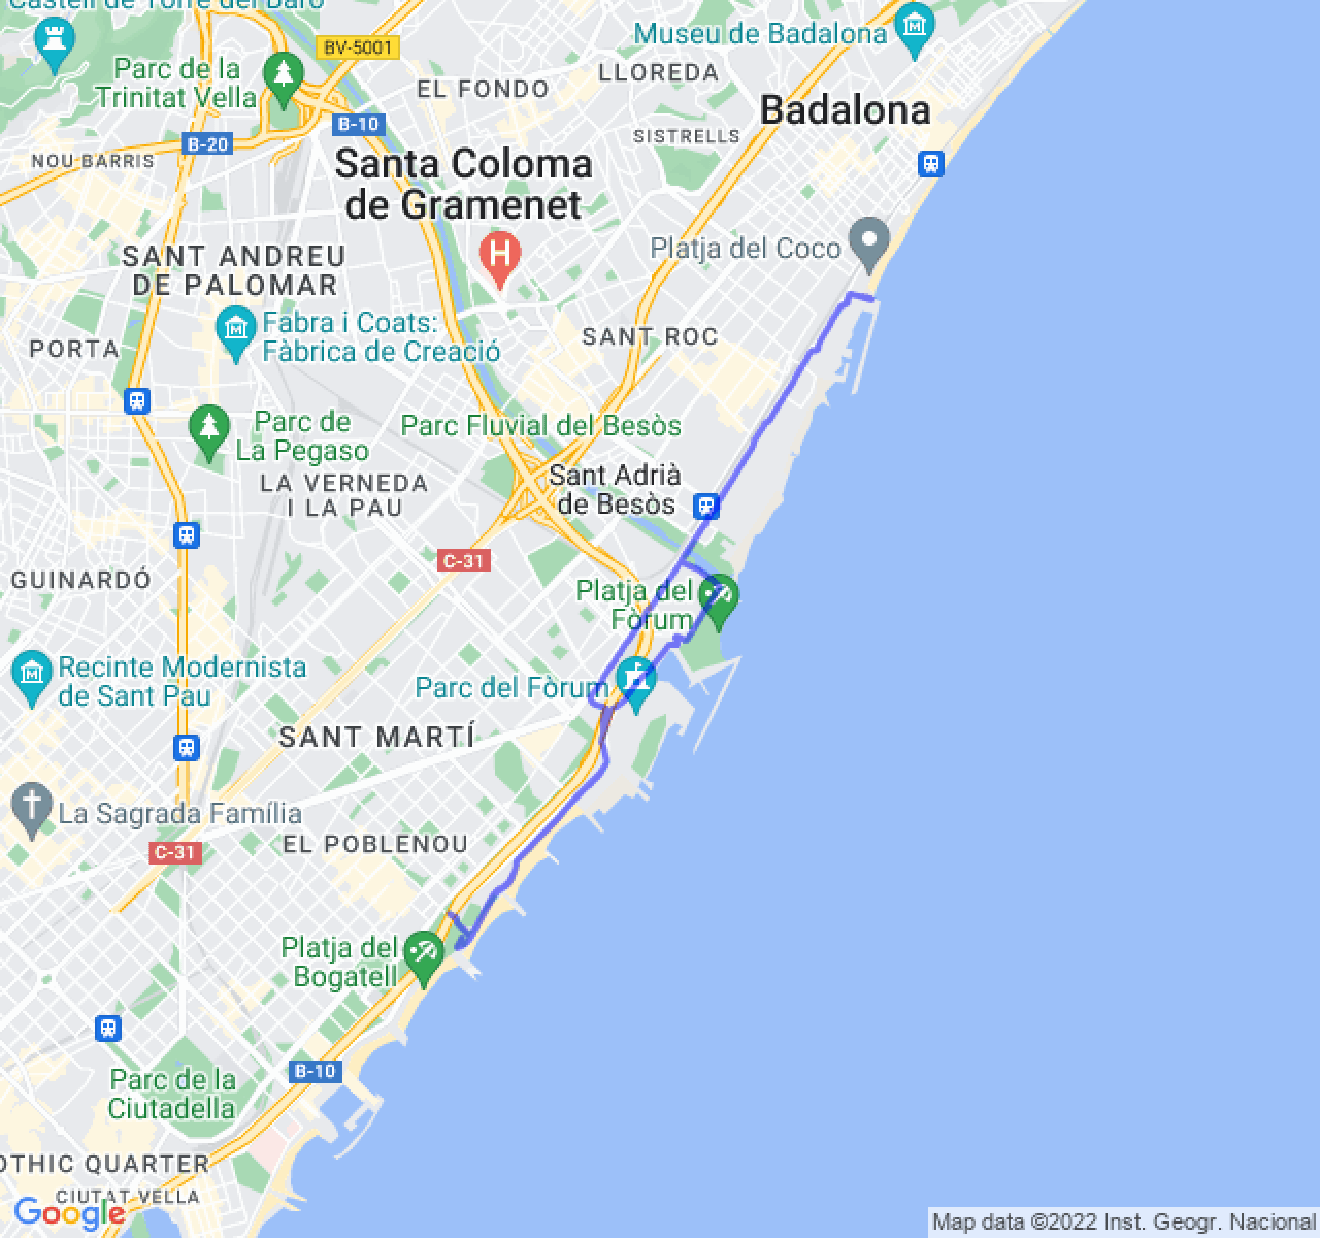 Castell de Torre del Baró
Museu de Badalona
BV-5001
Parc de la
Trinitat Vella
LLOREDA
EL FONDO
Badalona
B-10
SISTRELLS
B-20
NOU BARRIS
Santa Coloma
de Gramenet
Platja del Coco
SANT ANDREU
DE PALOMAR
H
Fabra i Coats:
Fàbrica de Creació
SANT ROC
PORTA
Parc de
La Pegaso
Parc Fluvial del Besòs
LA VERNEDA
I LA PAU
Sant Adrià
de Besòs
C-31
GUINARDÓ
Platja del
Fòrum
Recinte Modernista
de Sant Pau
Parc del Fòrum
SANT MARTÍ
La Sagrada Família
C-31
EL POBLENOU
Platja del
Bogatell
B-10
Parc de la
Ciutadella
OTHIC QUARTER
CIUTAT VELLA
Google
Map data ©2022 Inst. Geogr. Nacional